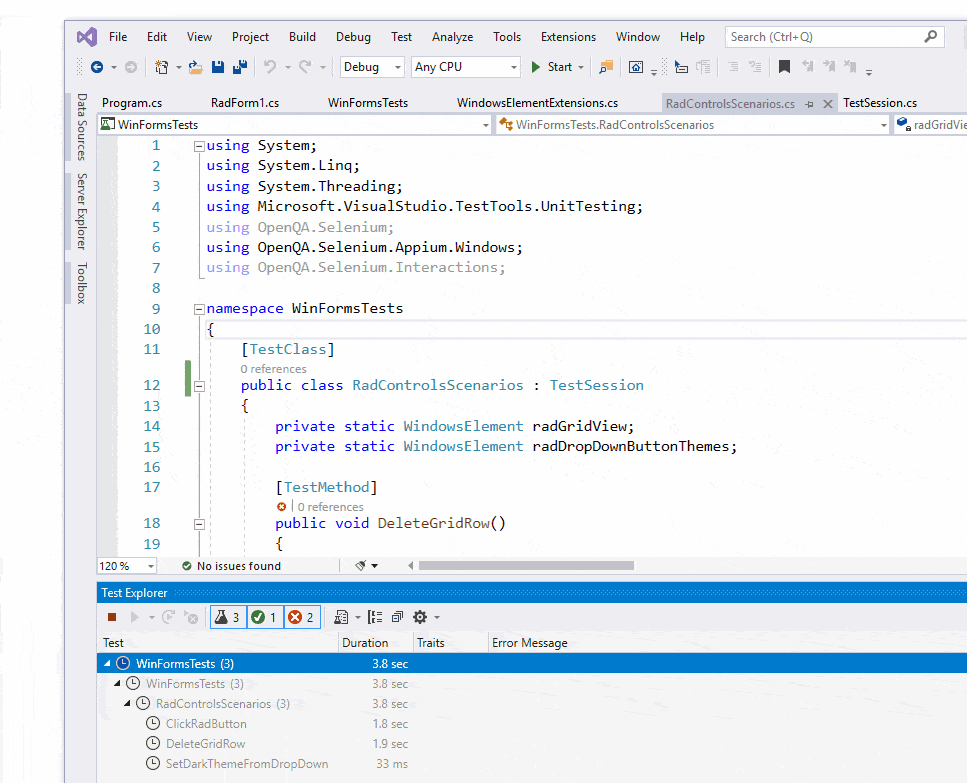 File Edit View Project Build Debug Test Analyze Tools Extensions Window Help Search (Ctrl+Q)
Debug Any CPU Start
Data Sources
Server Explorer
Toolbox
Program.cs RadForm1.cs WinFormsTests WindowsElementExtensions.cs RadControlsScenarios.cs TestSession.cs
WinFormsTests WinFormsTests.RadControlsScenarios radGridVie
1 using System;
2 using System.Linq;
3 using System.Threading;
4 using Microsoft.VisualStudio.TestTools.UnitTesting;
5 using OpenQA.Selenium;
6 using OpenQA.Selenium.Appium.Windows;
7 using OpenQA.Selenium.Interactions;
8
9 namespace WinFormsTests
10 {
11 [TestClass]
0 references
12 public class RadControlsScenarios : TestSession
13 {
14 private static WindowsElement radGridView;
15 private static WindowsElement radDropDownButtonThemes;
16
17 [TestMethod]
0 references
18 public void DeleteGridRow()
19 {
120 % No issues found
Test Explorer
3 1 2
Test Duration Traits Error Message
WinFormsTests (3) 3.8 sec
WinFormsTests (3) 3.8 sec
RadControlsScenarios (3) 3.8 sec
ClickRadButton 1.8 sec
DeleteGridRow 1.9 sec
SetDarkThemeFromDropDown 33 ms